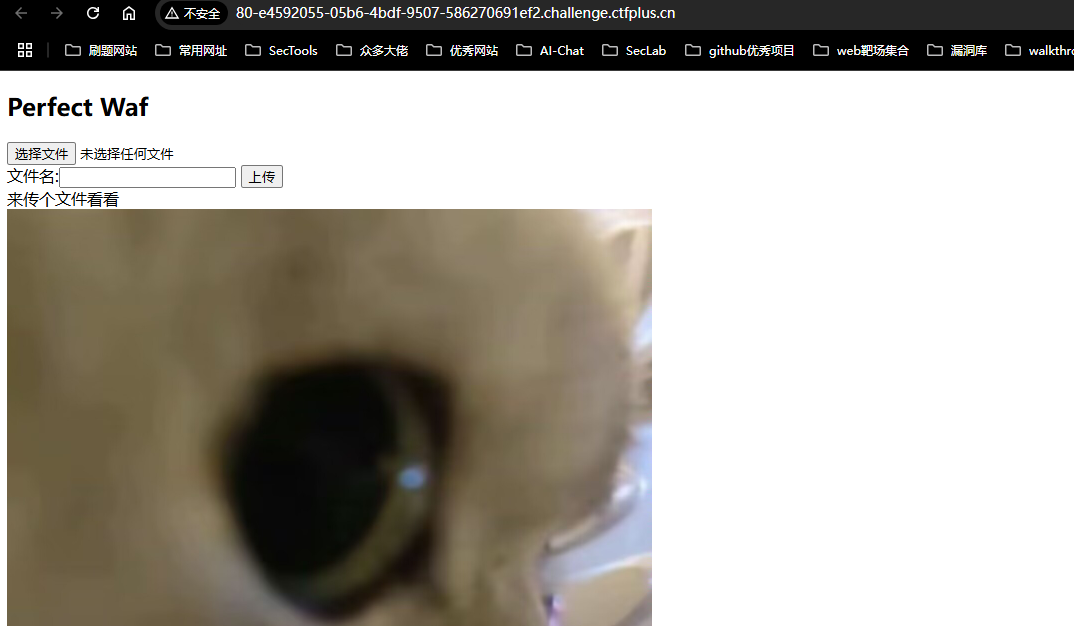 不安全 80-e4592055-05b6-4bdf-9507-586270691ef2.challenge.ctfplus.cn
刷题网站 常用网址 SecTools 众多大佬 优秀网站 AI-Chat SecLab github优秀项目 web靶场集合 漏洞库 walkthro
Perfect Waf
选择文件 未选择任何文件
文件名: 上传
来传个文件看看